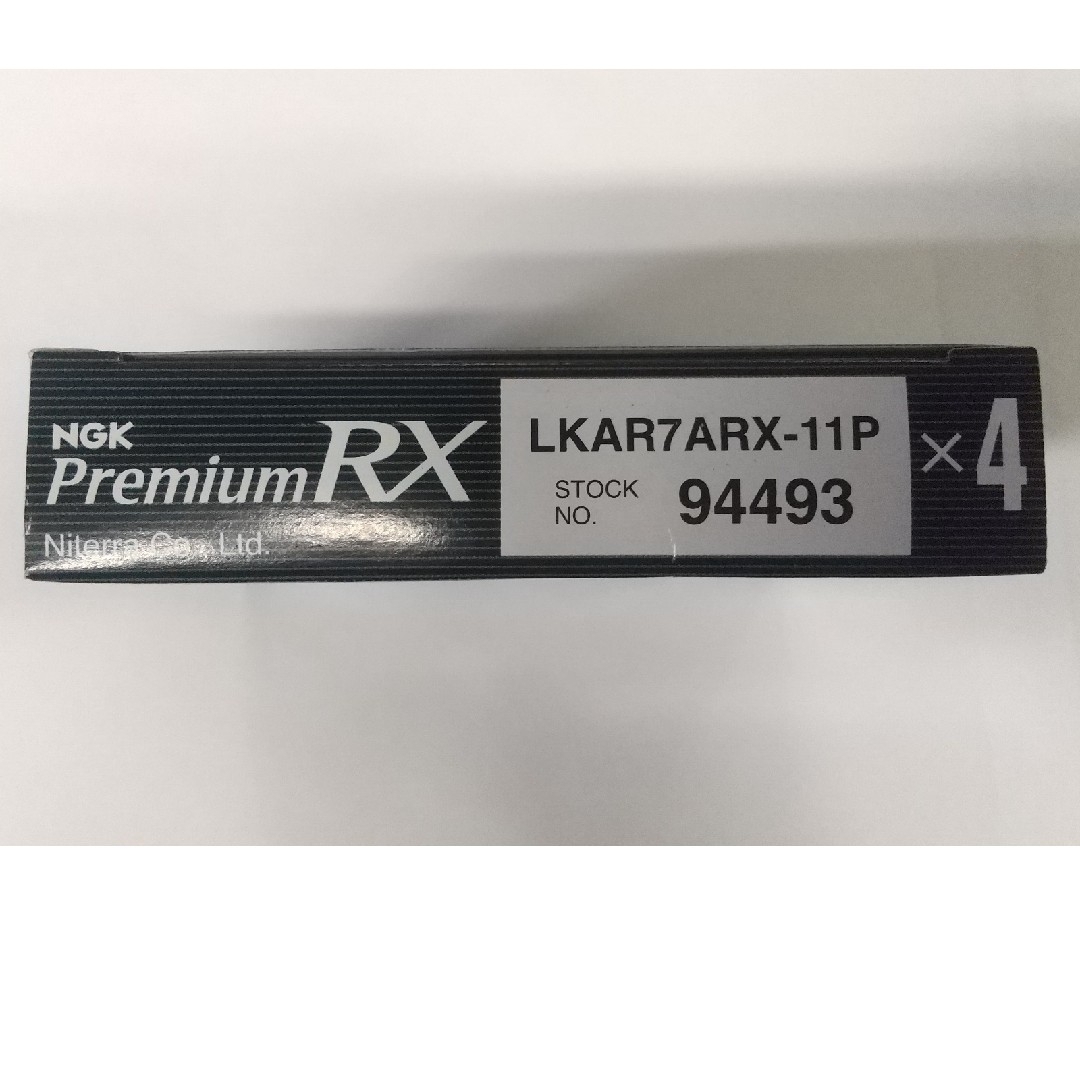 NGK
Premium RX
Niterra Co., Ltd.
LKAR7ARX-11P
STOCK NO. 94493
×4